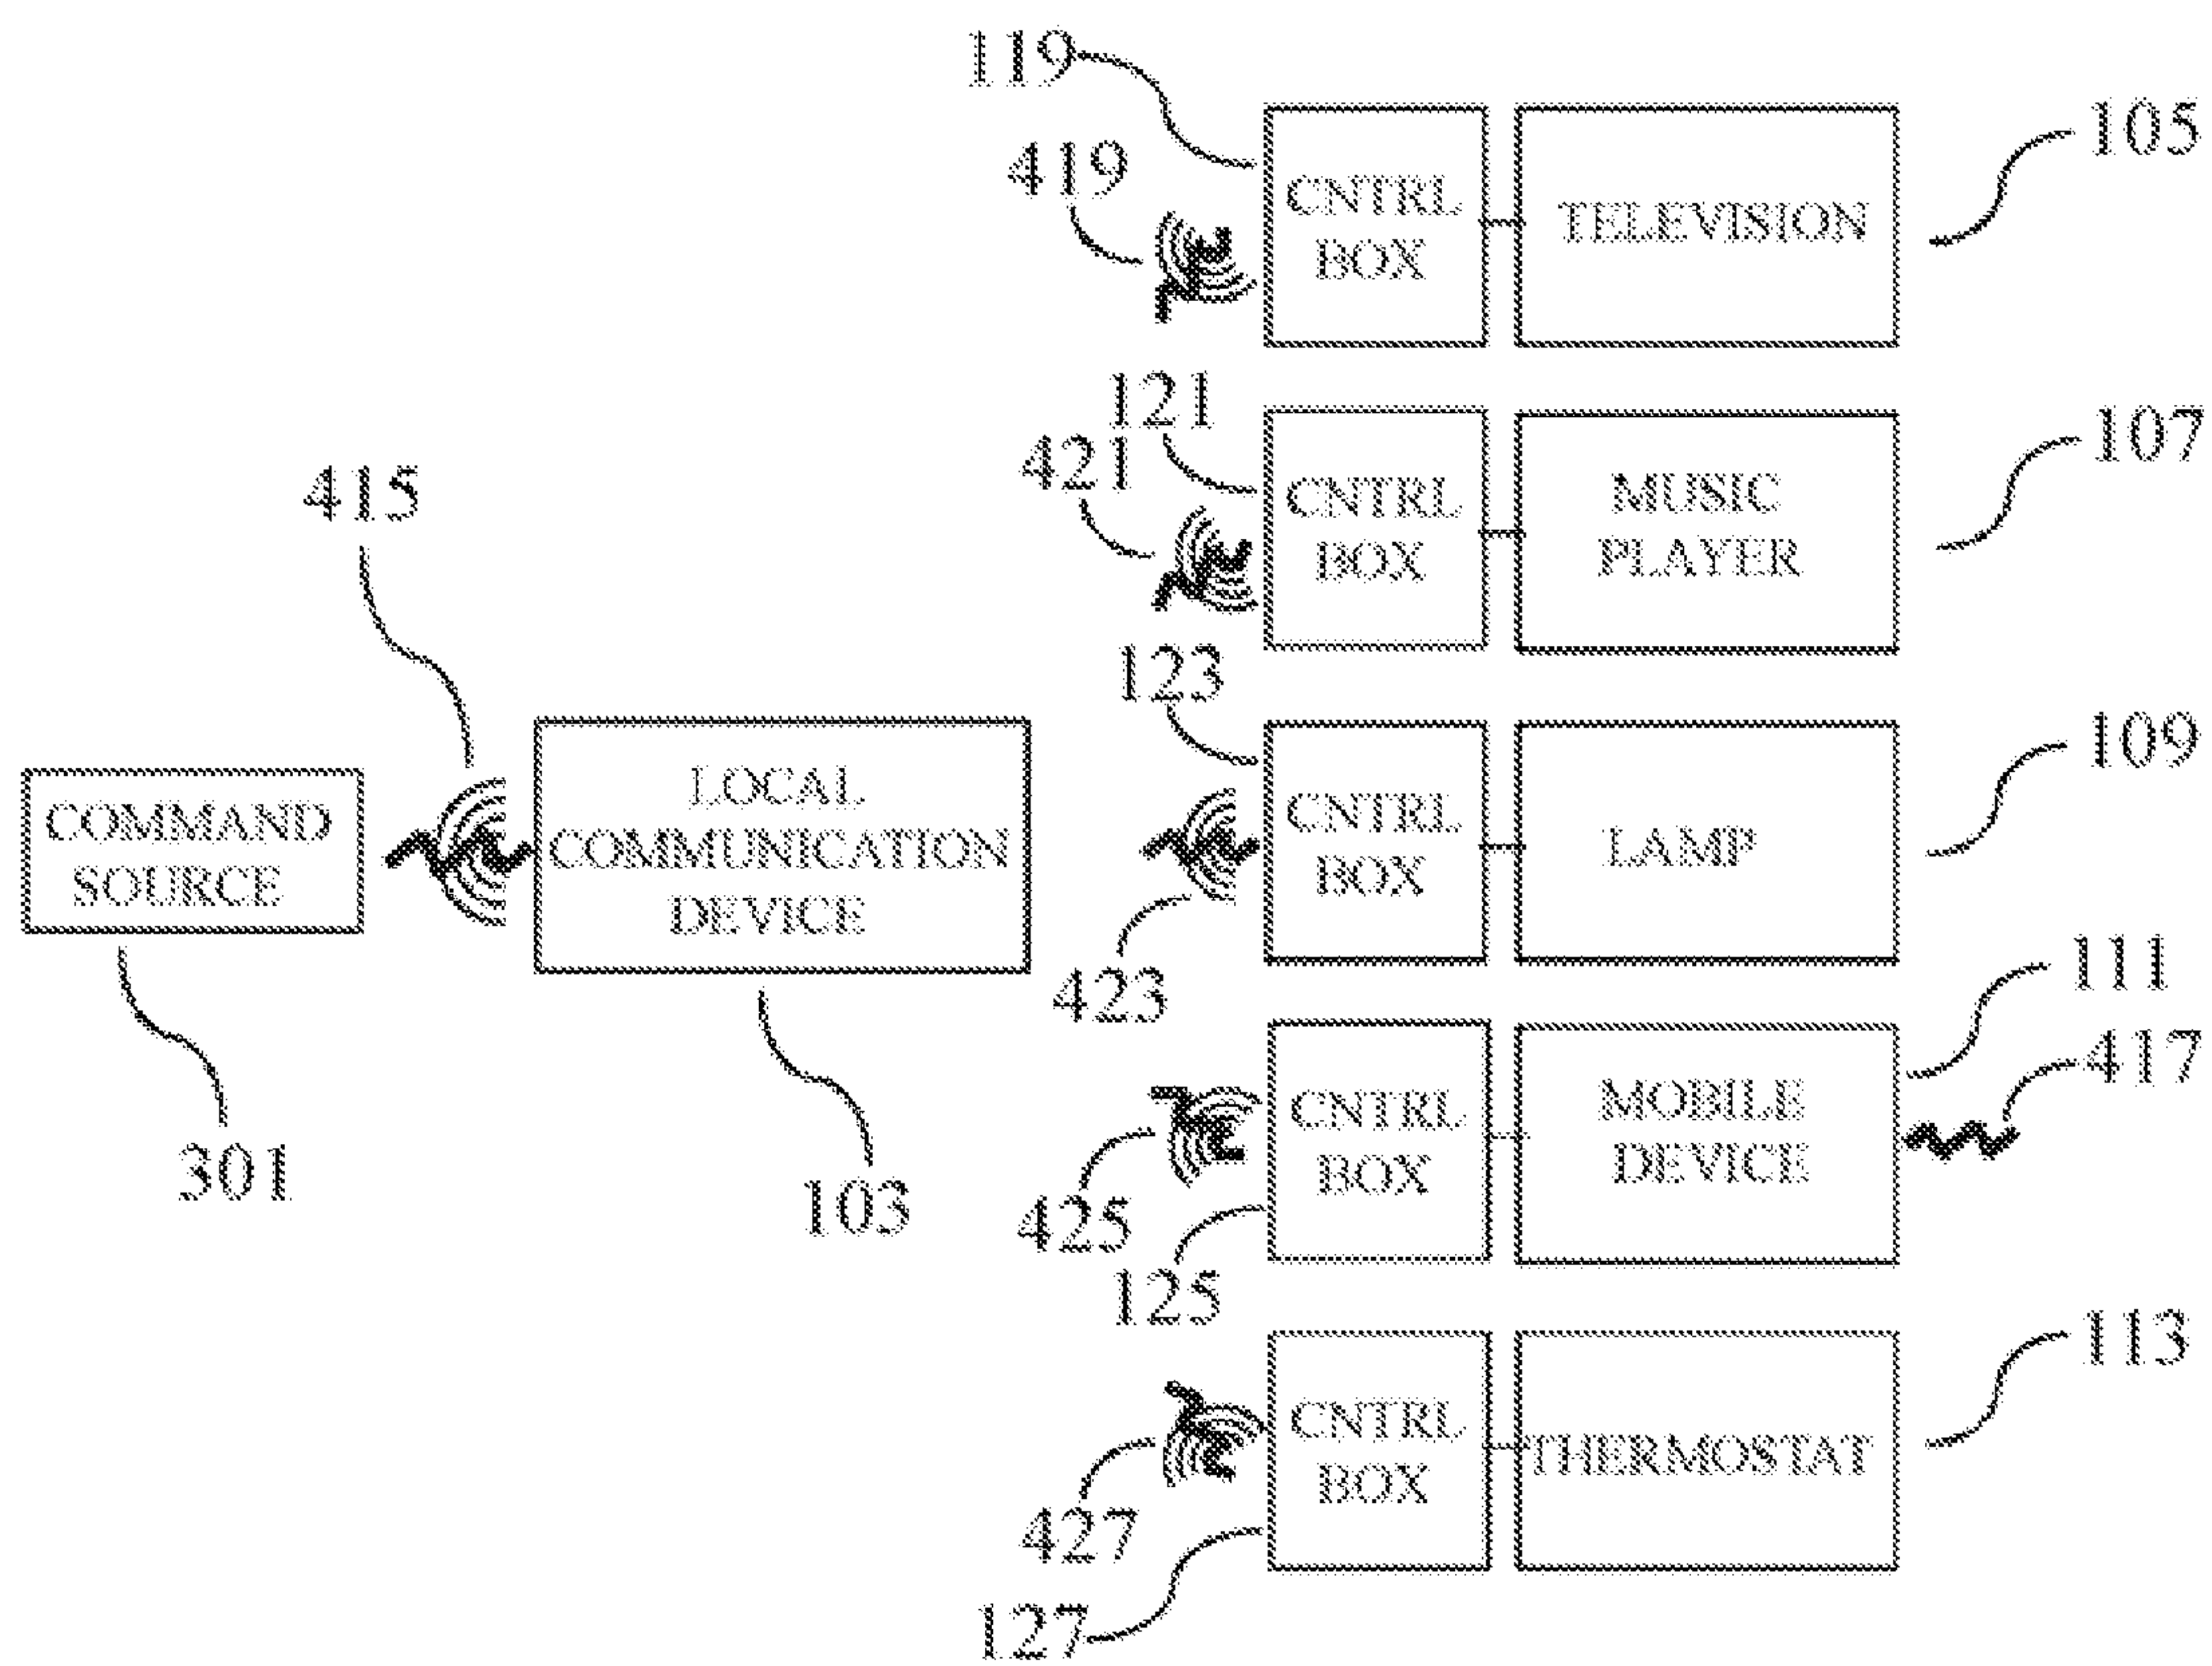 119
105
419
CNTRL
BOX
TELEVISION
121
107
421
CNTRL
BOX
MUSIC
PLAYER
415
123
109
COMMAND
SOURCE
LOCAL
COMMUNICATION
DEVICE
CNTRL
BOX
LAMP
423
111
417
301
103
CNTRL
BOX
MOBILE
DEVICE
425
125
113
CNTRL
BOX
THERMOSTAT
427
127